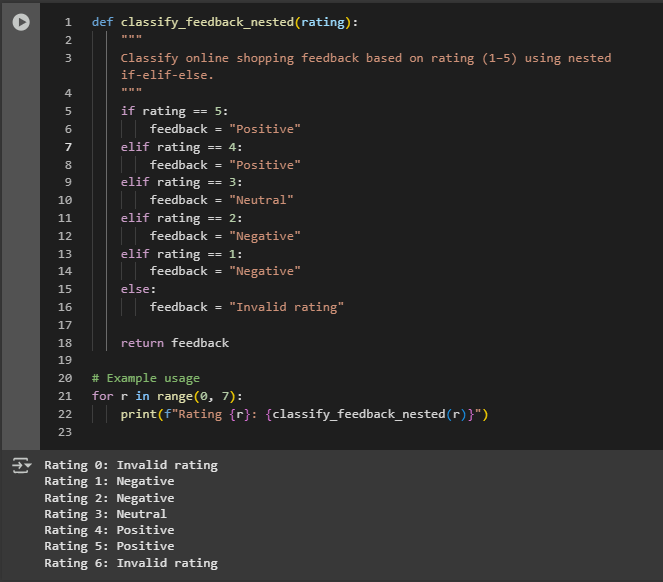 1 def classify_feedback_nested(rating):
2 """
3 Classify online shopping feedback based on rating (1–5) using nested
if-elif-else.
4 """
5 if rating == 5:
6 feedback = "Positive"
7 elif rating == 4:
8 feedback = "Positive"
9 elif rating == 3:
10 feedback = "Neutral"
11 elif rating == 2:
12 feedback = "Negative"
13 elif rating == 1:
14 feedback = "Negative"
15 else:
16 feedback = "Invalid rating"
17
18 return feedback
19
20 # Example usage
21 for r in range(0, 7):
22 print(f"Rating {r}: {classify_feedback_nested(r)}")
23
Rating 0: Invalid rating
Rating 1: Negative
Rating 2: Negative
Rating 3: Neutral
Rating 4: Positive
Rating 5: Positive
Rating 6: Invalid rating